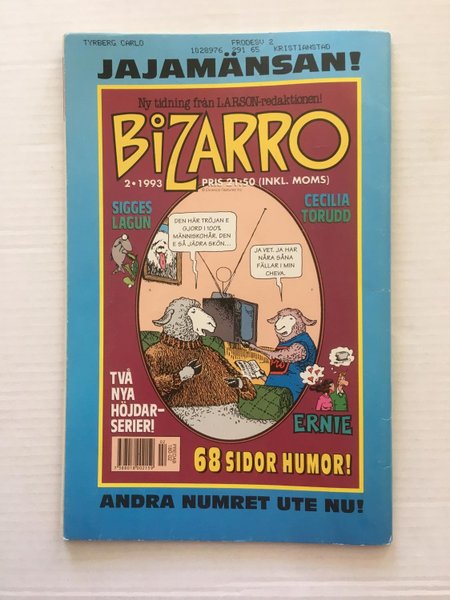 TYRBERG CARLO FRODESV 2
1028976 291 65 KRISTIANSTAD
JAJAMÄNSAN!
Ny tidning från LARSON-redaktionen!
BiZARRO
2•1993 PRIS 21:50 (INKL. MOMS)
SIGGES
LAGUN
CECILIA
TORUDD
DEN HÄR TRÖJAN E
GJORD I 100%
MÄNNISKOHÅR. DEN
E SÅ JÄDRA SKÖN...
JA VET. JA HAR
NÅRA SÅNA
FÄLLAR I MIN
CHEVA.
TVÅ
NYA
HÖJDAR-
SERIER!
ERNIE
68 SIDOR HUMOR!
ANDRA NUMRET UTE NU!